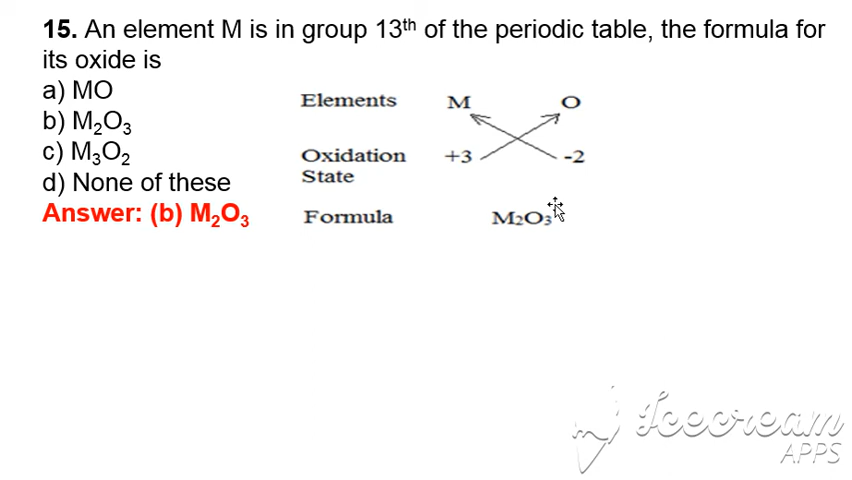 15. An element M is in group 13th of the periodic table, the formula for
its oxide is
a) MO
b) M₂O₃
c) M₃O₂
d) None of these
Answer: (b) M₂O₃
Elements M O
Oxidation +3 -2
State
Formula M₂O₃
Icecream
APPS